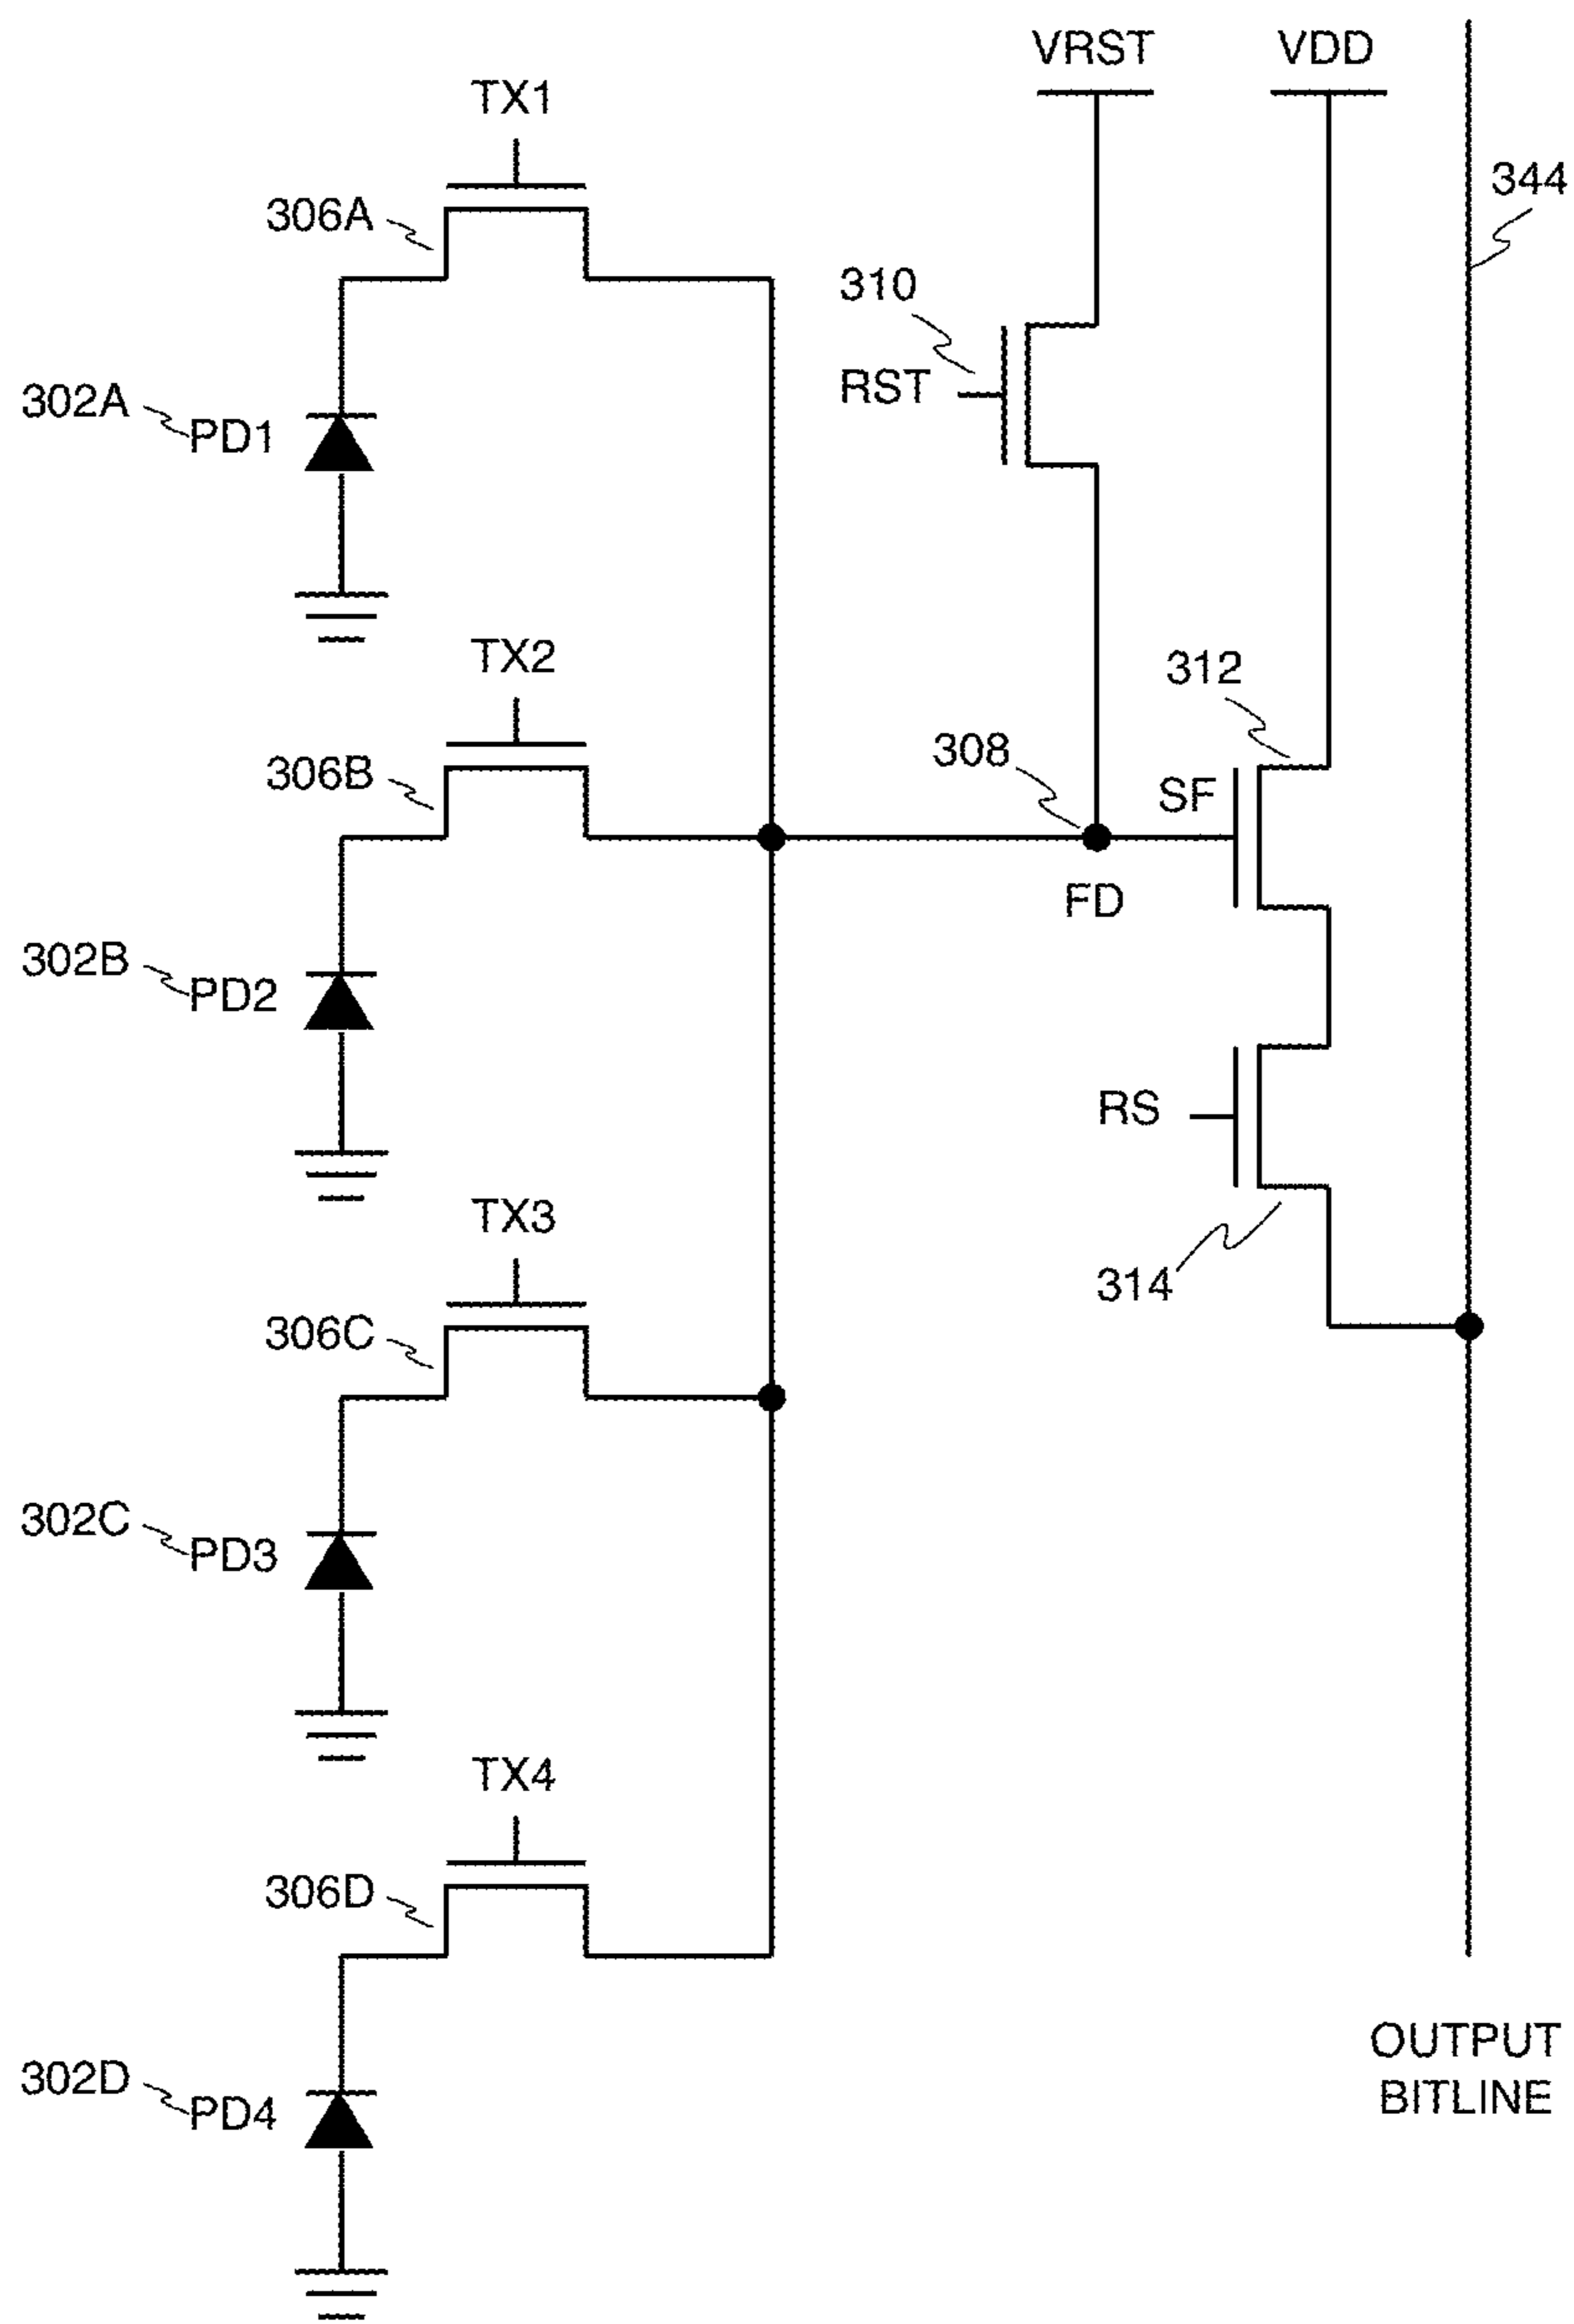 VRST
VDD
TX1
344
306A
310
RST
302A
PD1
TX2
312
308
306B
SF
FD
302B
PD2
RS
TX3
314
306C
302C
PD3
TX4
306D
OUTPUT
BITLINE
302D
PD4